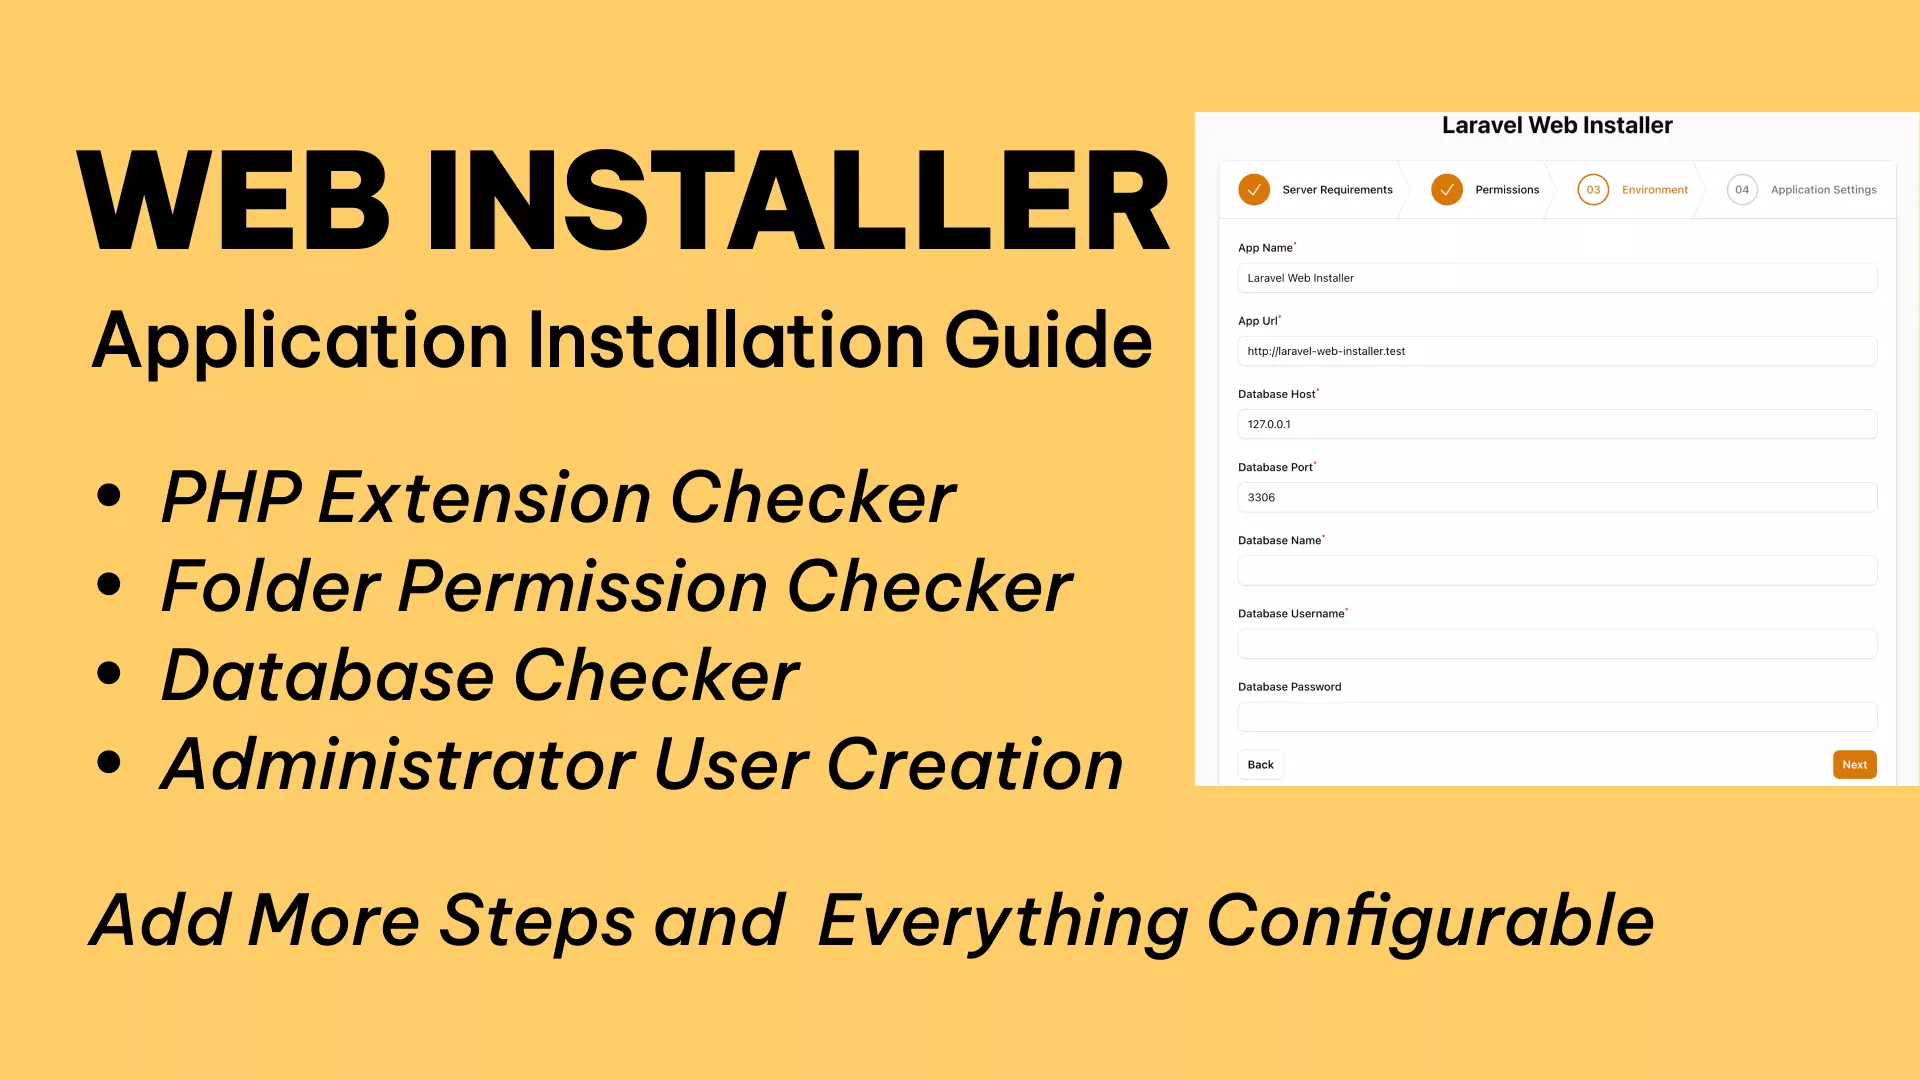 WEB INSTALLER
Application Installation Guide
• PHP Extension Checker
• Folder Permission Checker
• Database Checker
• Administrator User Creation
Add More Steps and Everything Configurable
Laravel Web Installer
Server Requirements
Permissions
03 Environment
04 Application Settings
App Name*
Laravel Web Installer
App Url*
http://laravel-web-installer.test
Database Host*
127.0.0.1
Database Port*
3306
Database Name*
Database Username*
Database Password
Back
Next